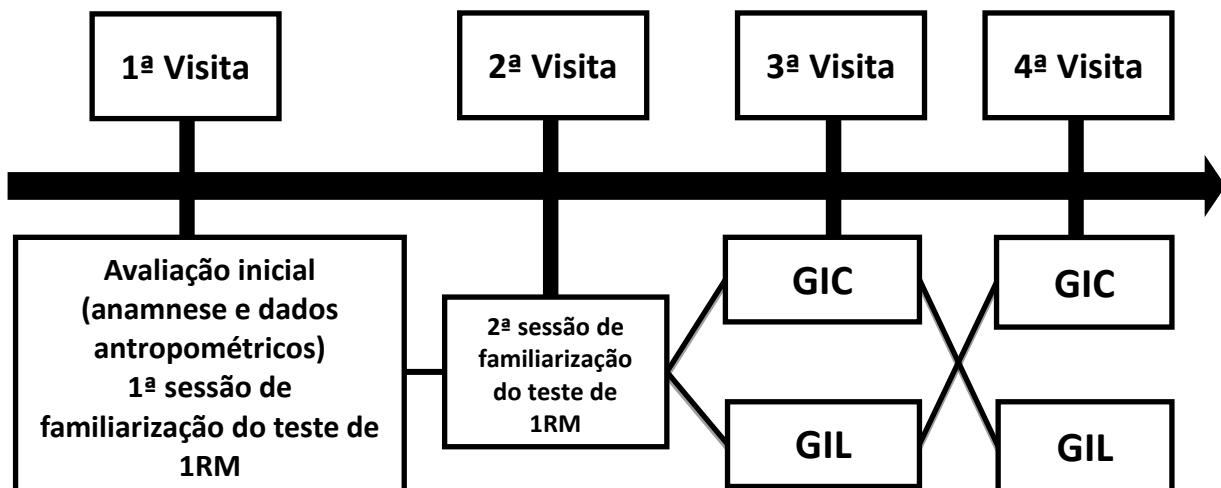 1ª Visita
2ª Visita
3ª Visita
4ª Visita
Avaliação inicial
(anamnese e dados
antropométricos)
1ª sessão de
familiarização do teste de
1RM
2ª sessão de
familiarização
do teste de
1RM
GIC
GIL
GIC
GIL